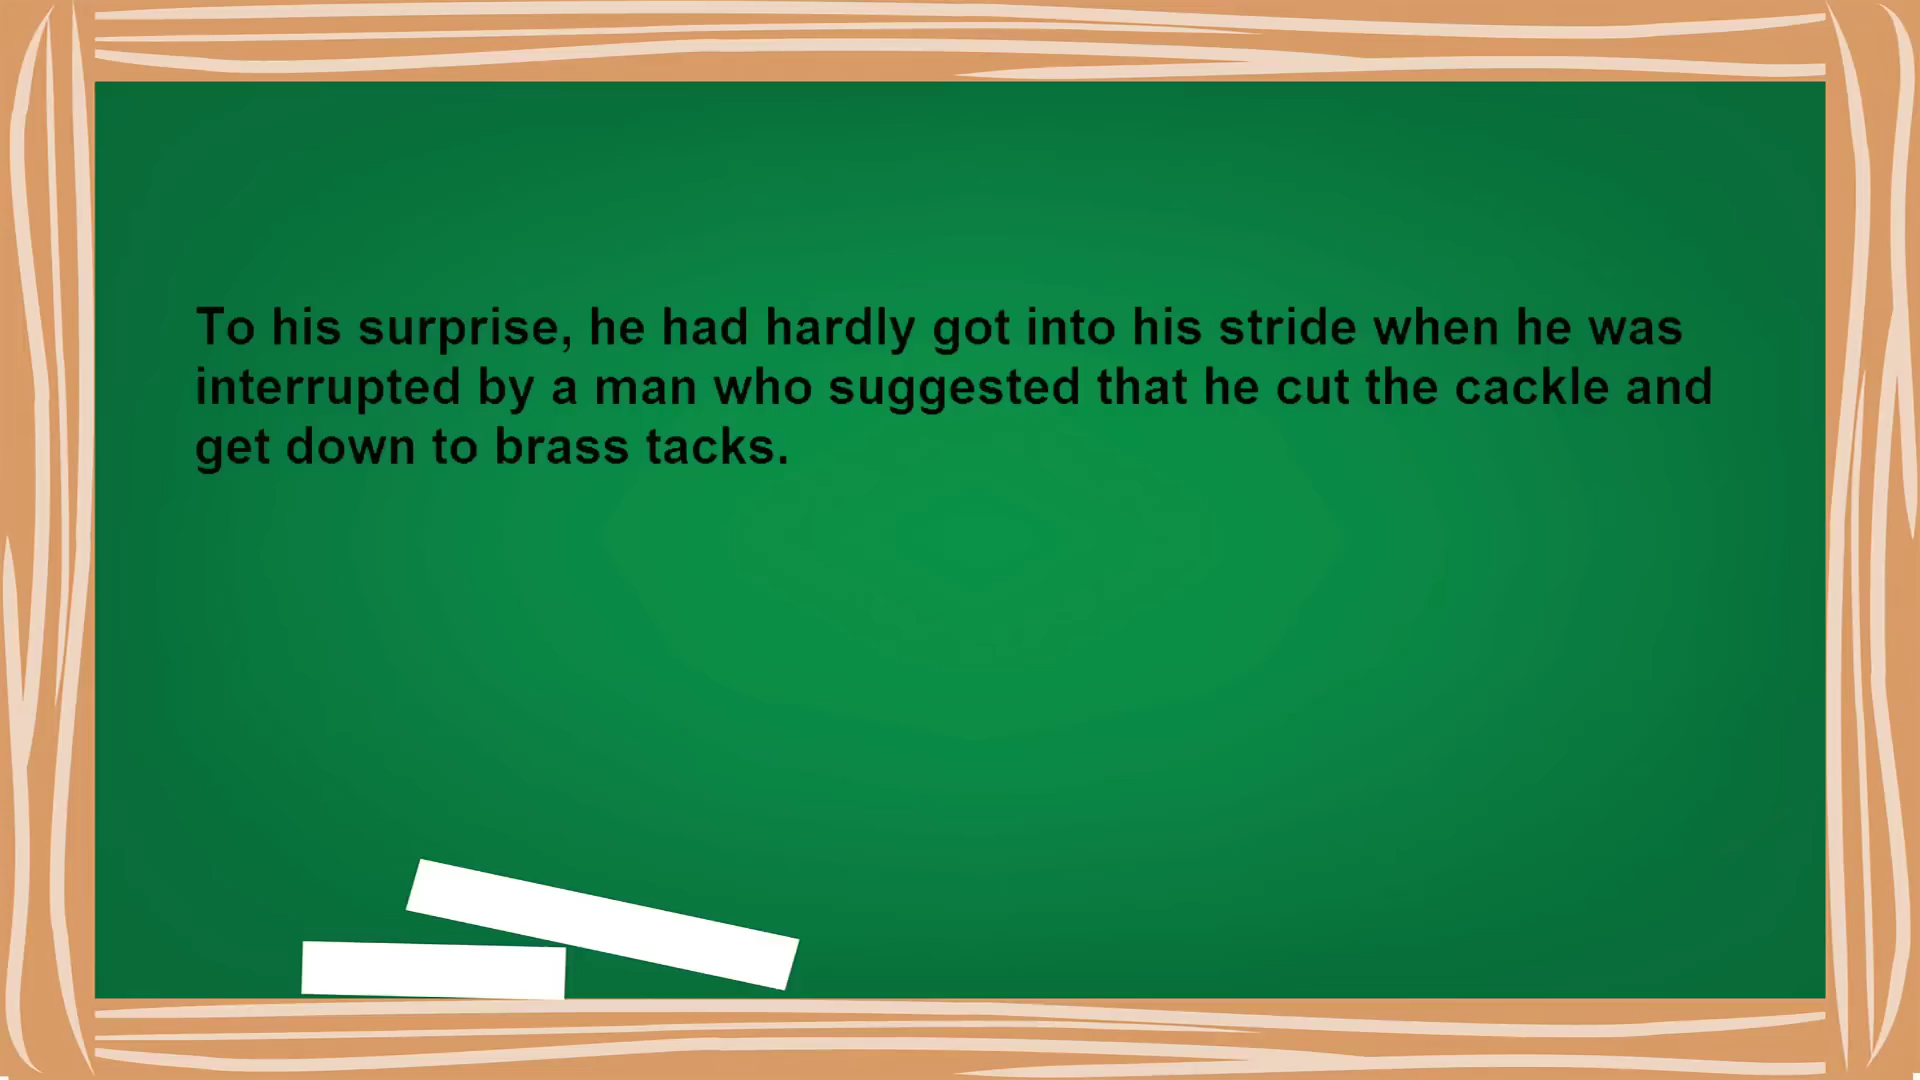 To his surprise, he had hardly got into his stride when he was
interrupted by a man who suggested that he cut the cackle and
get down to brass tacks.